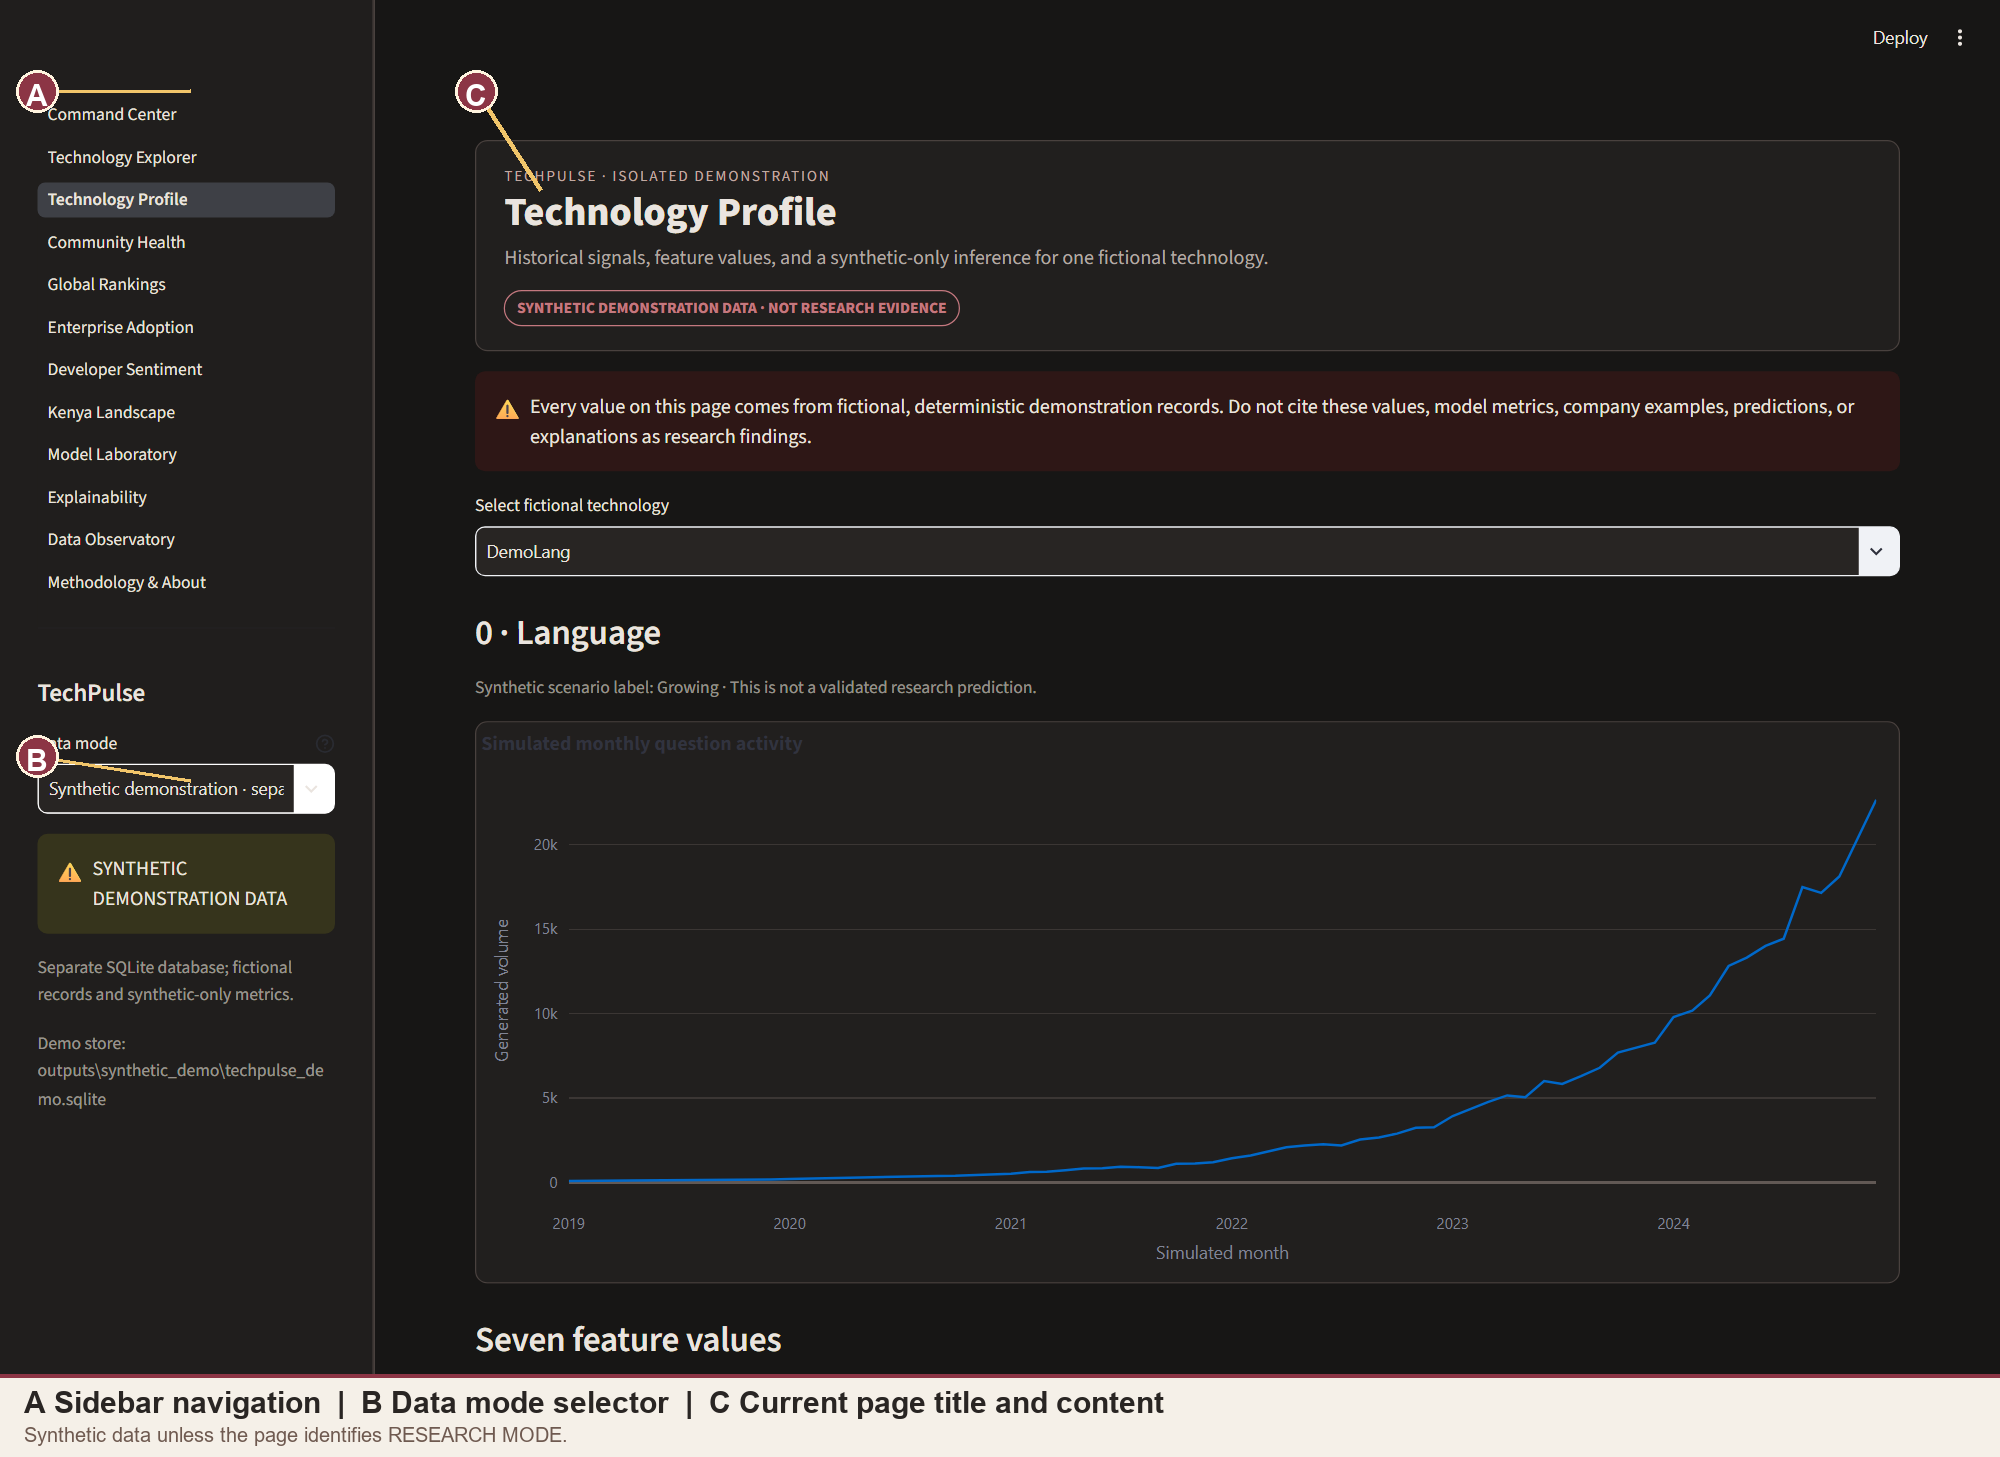 Deploy
A
Command Center
Technology Explorer
Technology Profile
Community Health
Global Rankings
Enterprise Adoption
Developer Sentiment
Kenya Landscape
Model Laboratory
Explainability
Data Observatory
Methodology & About
TechPulse
B
ta mode
?
Synthetic demonstration · sepa
SYNTHETIC
DEMONSTRATION DATA
Separate SQLite database; fictional
records and synthetic-only metrics.
Demo store:
outputs\synthetic_demo\techpulse_de
mo.sqlite
C
TECHPULSE · ISOLATED DEMONSTRATION
Technology Profile
Historical signals, feature values, and a synthetic-only inference for one fictional technology.
SYNTHETIC DEMONSTRATION DATA · NOT RESEARCH EVIDENCE
Every value on this page comes from fictional, deterministic demonstration records. Do not cite these values, model metrics, company examples, predictions, or
explanations as research findings.
Select fictional technology
DemoLang
0 · Language
Synthetic scenario label: Growing · This is not a validated research prediction.
Simulated monthly question activity
Generated volume
20k
15k
10k
5k
0
2019 2020 2021 2022 2023 2024
Simulated month
Seven feature values
A Sidebar navigation | B Data mode selector | C Current page title and content
Synthetic data unless the page identifies RESEARCH MODE.